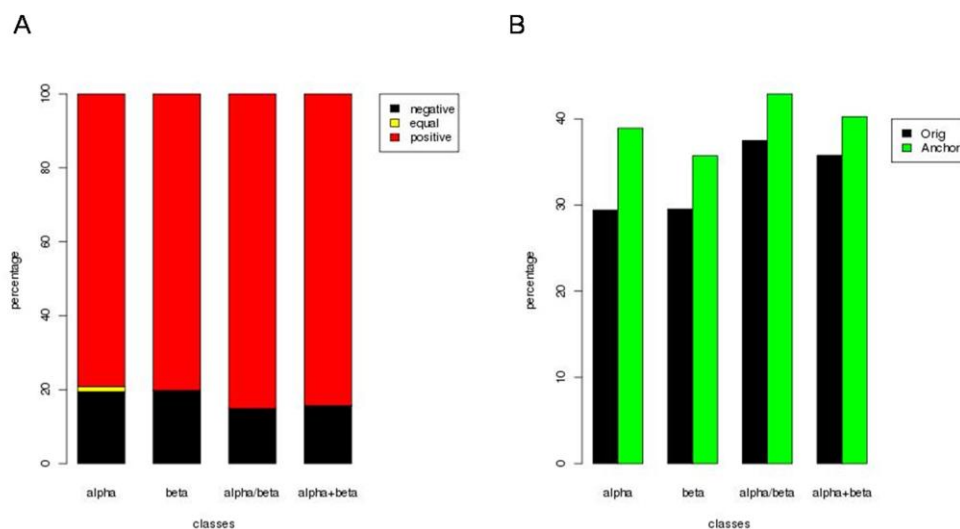 A
percentage
100
80
60
40
20
0
alpha beta alpha/beta alpha+beta
classes
negative
equal
positive
B
percentage
40
30
20
10
0
alpha beta alpha/beta alpha+beta
classes
Orig
Anchor